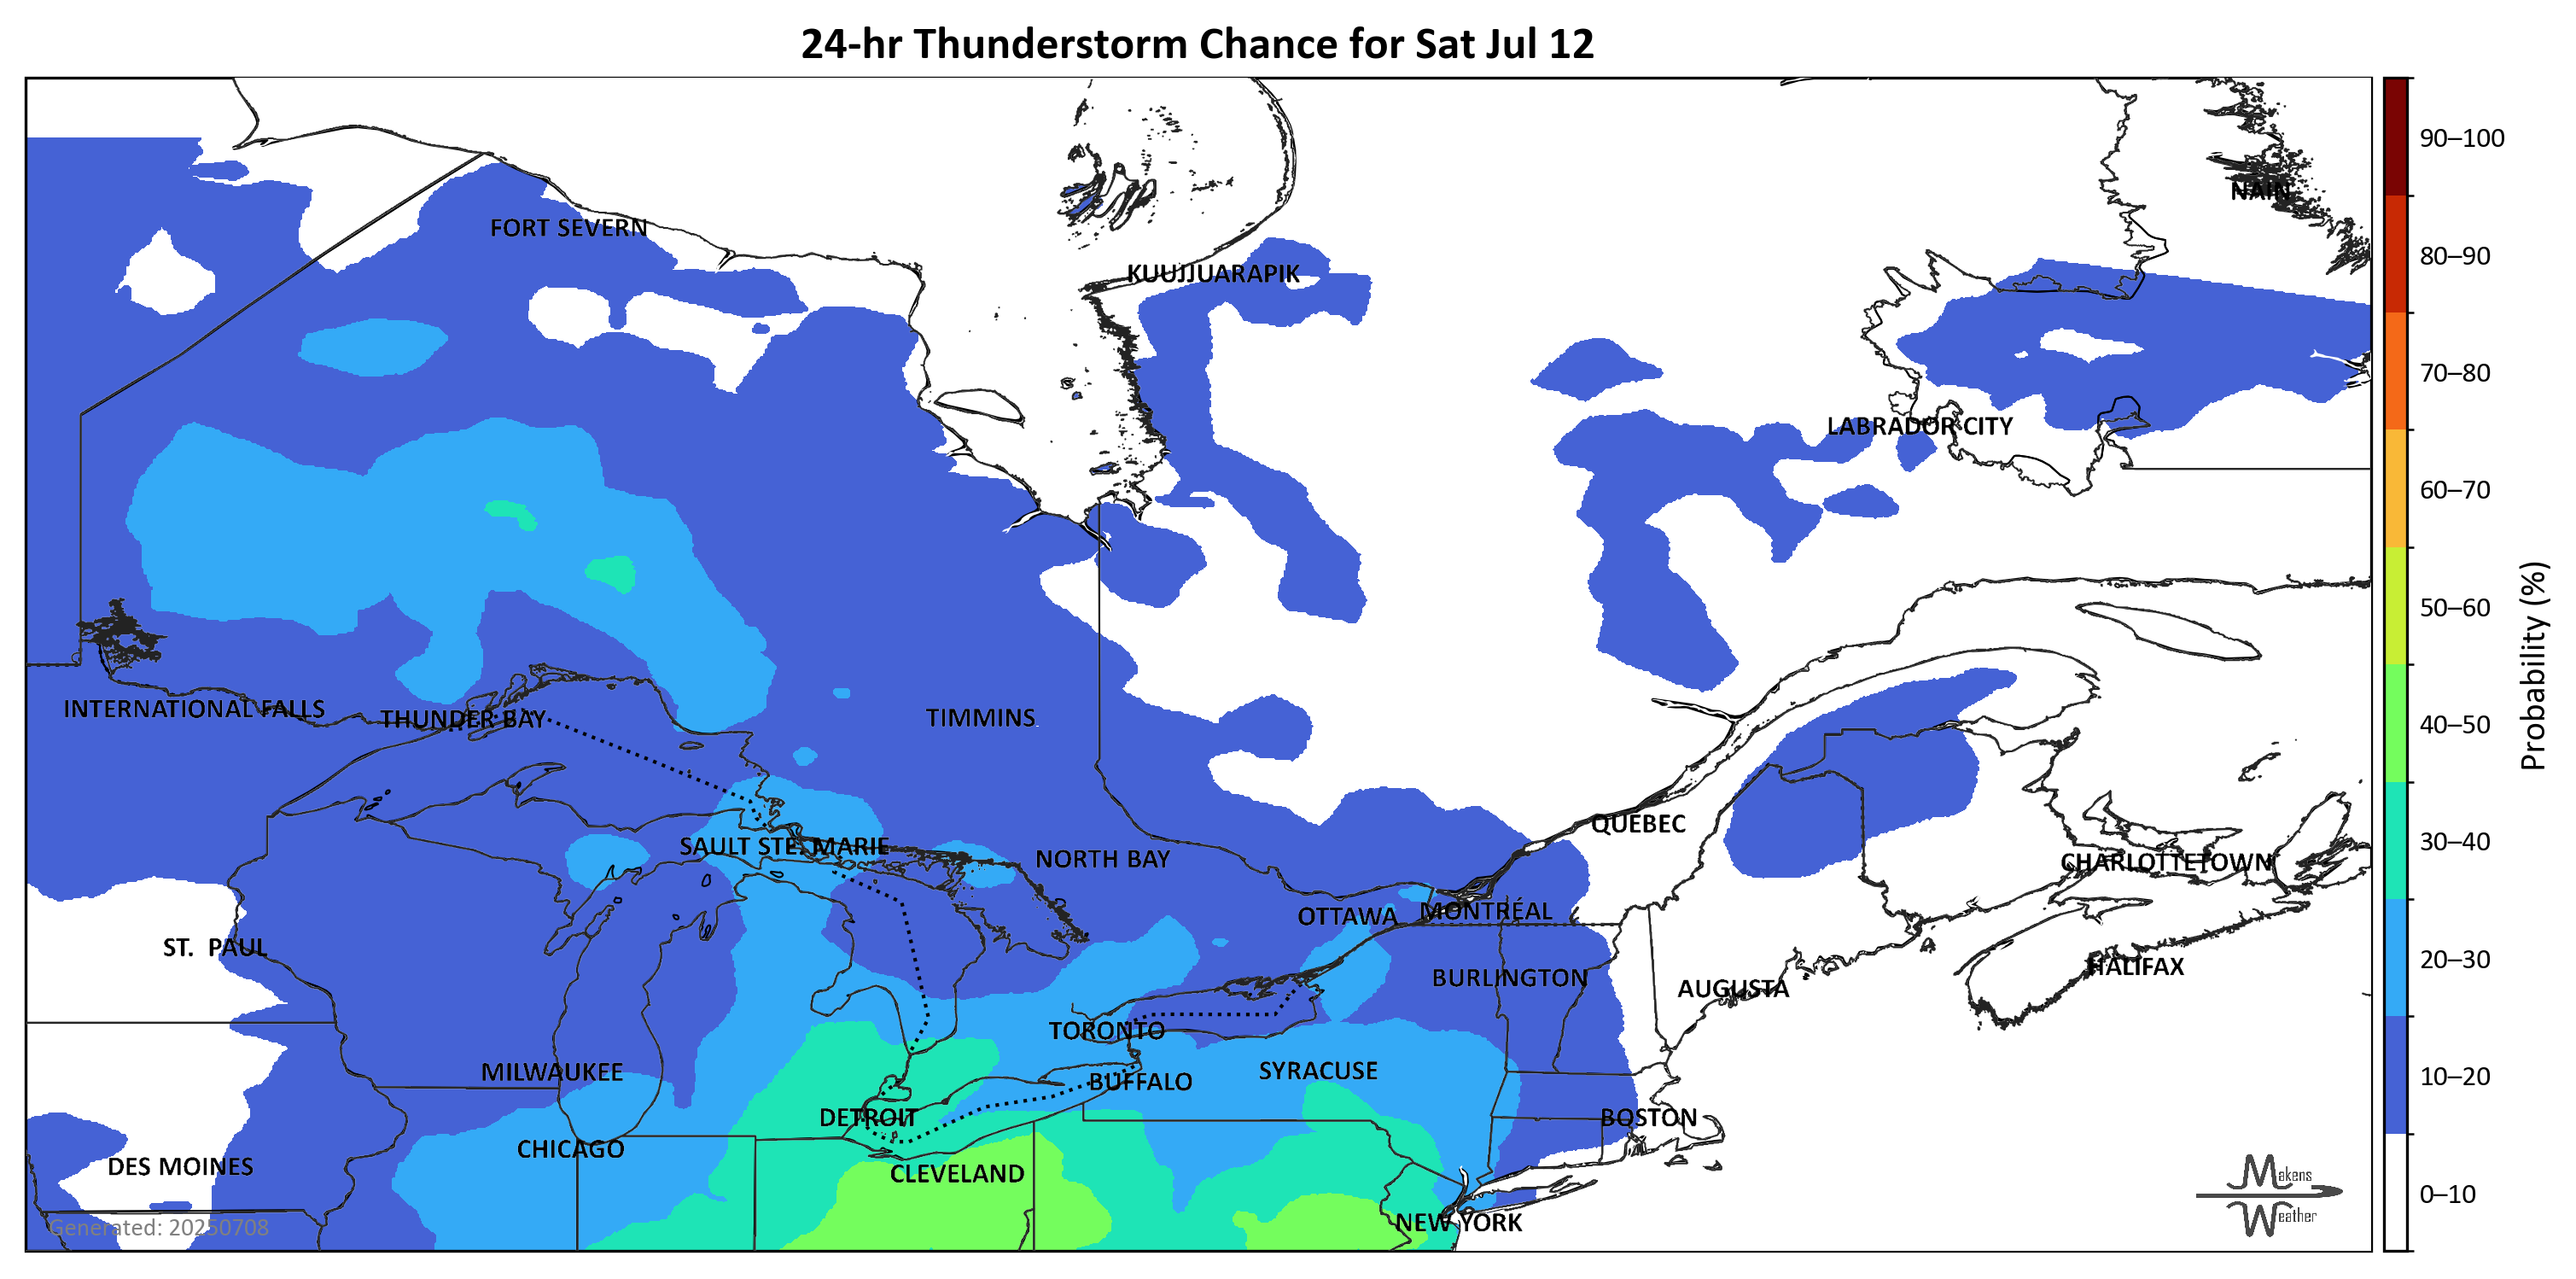 24-hr Thunderstorm Chance for Sat Jul 12
90–100
NAIN
FORT SEVERN
80–90
KUUJJUARAPIK
70–80
LABRADOR CITY
60–70
50–60
Probability (%)
INTERNATIONAL FALLS
THUNDER BAY
TIMMINS
40–50
QUEBEC
30–40
SAULT STE. MARIE
NORTH BAY
CHARLOTTETOWN
OTTAWA
MONTRÉAL
ST. PAUL
20–30
HALIFAX
BURLINGTON
AUGUSTA
TORONTO
MILWAUKEE
SYRACUSE
10–20
BUFFALO
DETROIT
BOSTON
CHICAGO
DES MOINES
CLEVELAND
Makens
Weather
0–10
NEW YORK
Generated: 20250708